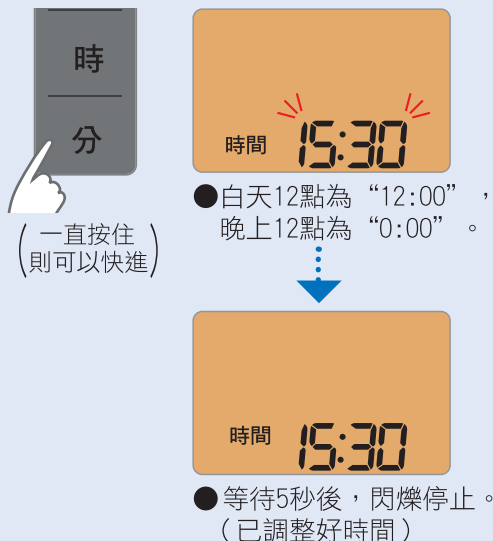 時
分
(一直按住
則可以快進)
時間 15:30
●白天12點為“12:00”，
晚上12點為“0:00”。
時間 15:30
●等待5秒後，閃爍停止。
(已調整好時間)